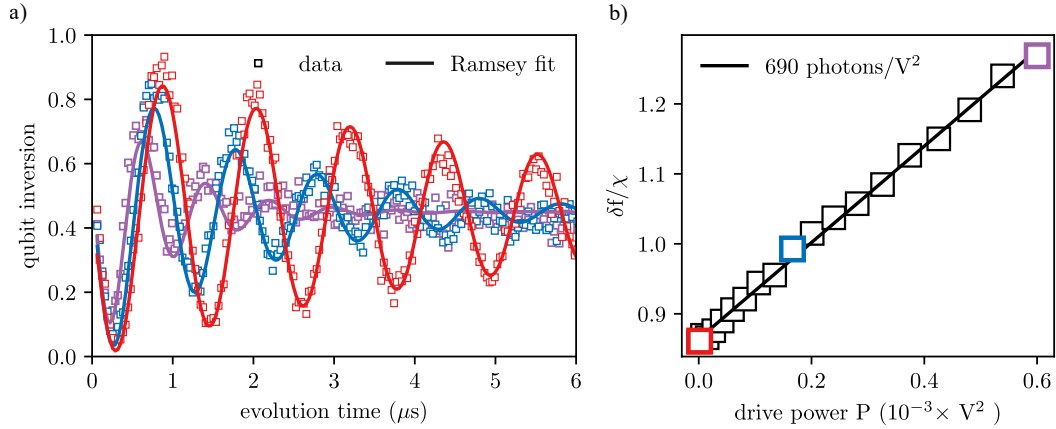 a)
1.0
0.8
0.6
0.4
0.2
0.0
qubit inversion
data
Ramsey fit
0 1 2 3 4 5 6
evolution time (μs)
b)
1.2
1.1
1.0
0.9
δf/χ
690 photons/V²
0.0 0.2 0.4 0.6
drive power P (10⁻³× V² )